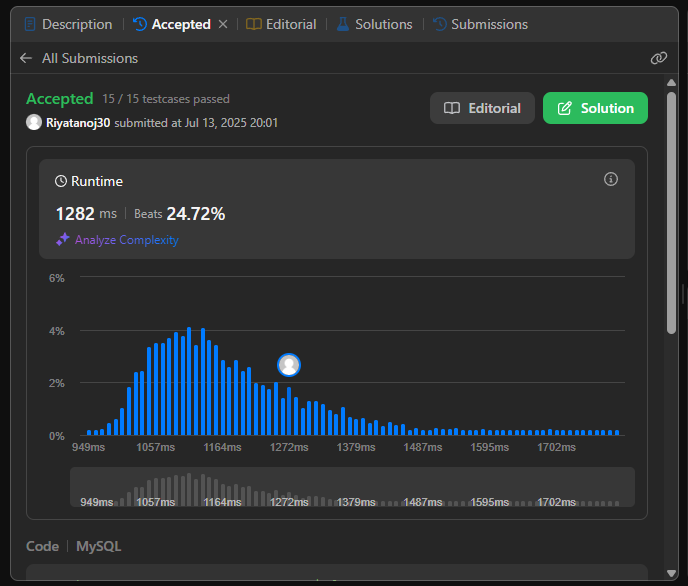 Description Accepted Editorial Solutions Submissions
All Submissions
Accepted 15 / 15 testcases passed
Riyatanoj30 submitted at Jul 13, 2025 20:01
Editorial Solution
Runtime
1282 ms Beats 24.72%
Analyze Complexity
6%
4%
2%
0%
949ms 1057ms 1164ms 1272ms 1379ms 1487ms 1595ms 1702ms
949ms 1057ms 1164ms 1272ms 1379ms 1487ms 1595ms 1702ms
Code MySQL